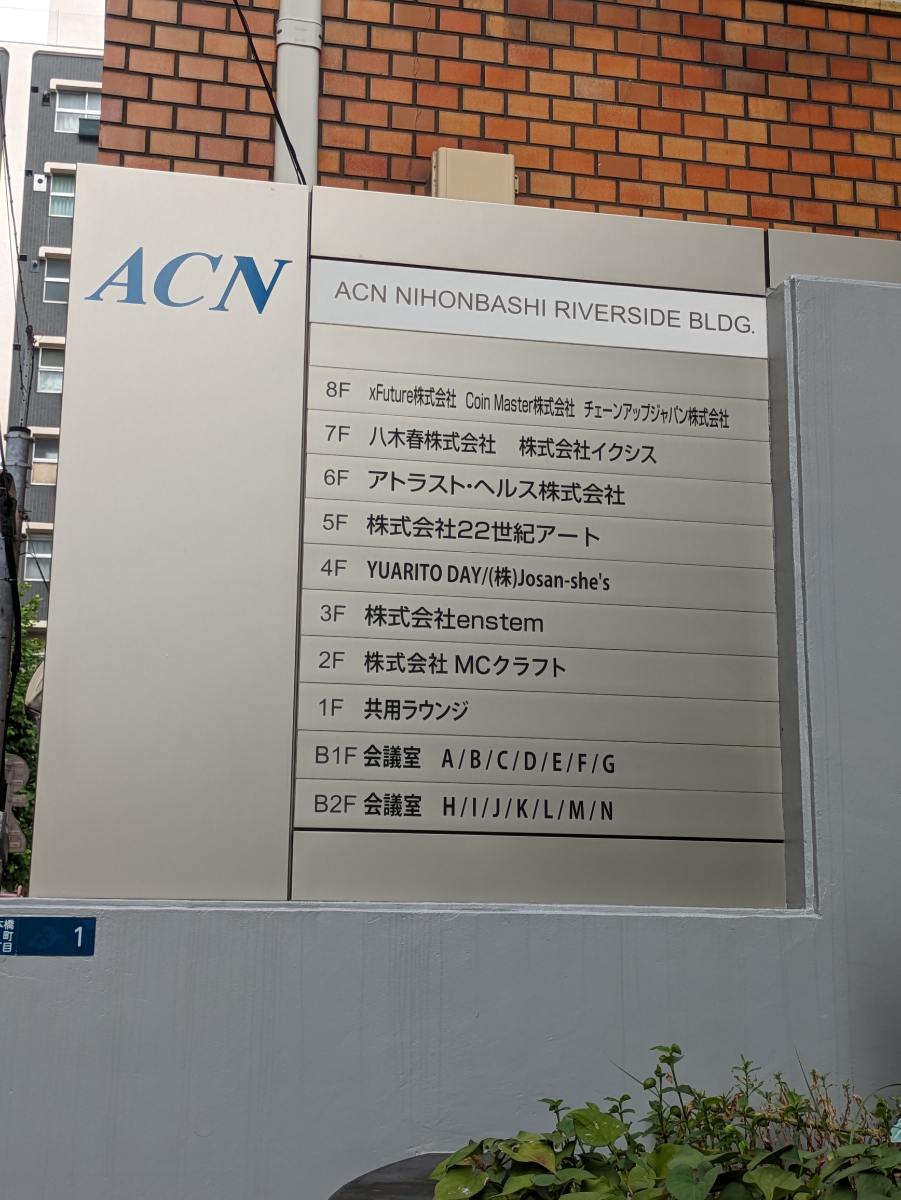 ACN
ACN NIHONBASHI RIVERSIDE BLDG.
8F xFuture株式会社 Coin Master株式会社 チェーンアップジャパン株式会社
7F 八木春株式会社 株式会社イクシス
6F アトラスト・ヘルス株式会社
5F 株式会社22世紀アート
4F YUARITO DAY/(株)Josan-she's
3F 株式会社enstem
2F 株式会社 MCクラフト
1F 共用ラウンジ
B1F 会議室 A/B/C/D/E/F/G
B2F 会議室 H/I/J/K/L/M/N
本橋
町
丁目
1